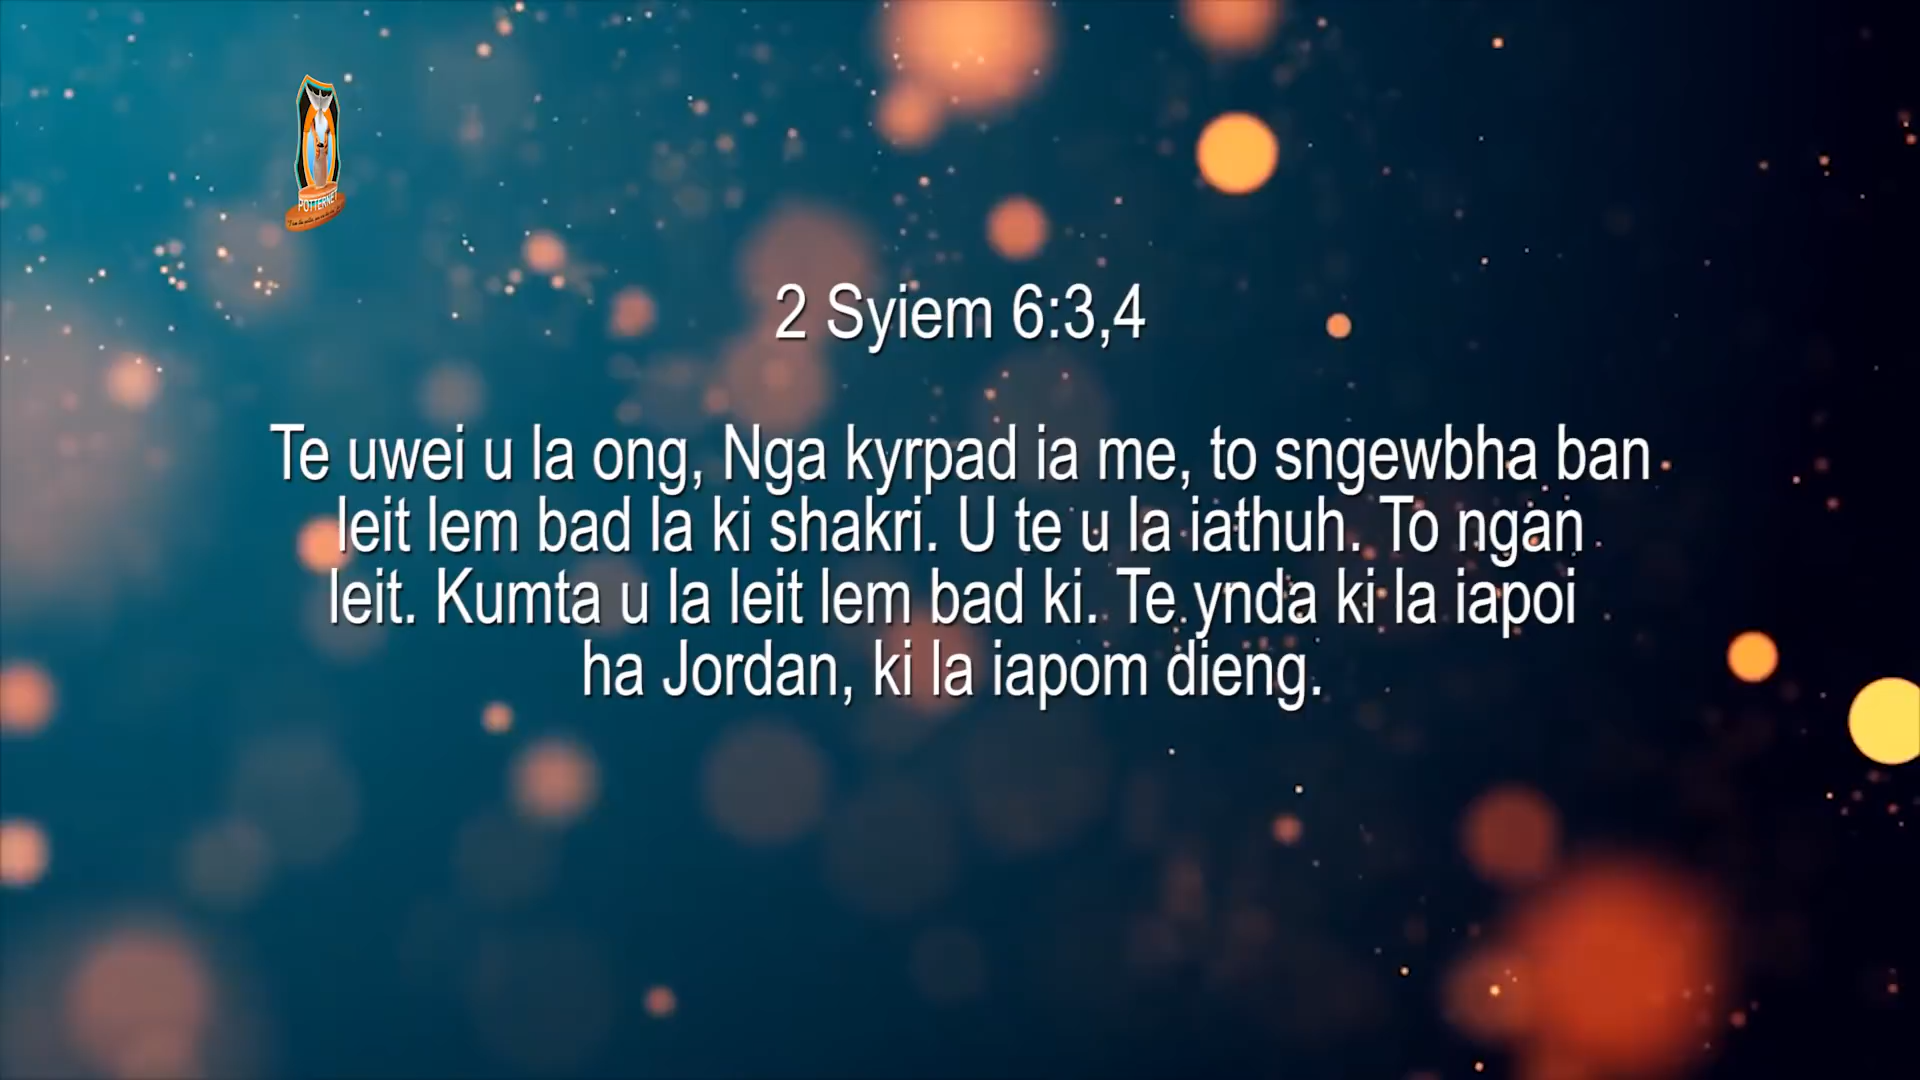 POTTERNET
2 Syiem 6:3,4
Te uwei u la ong, Nga kyrpad ia me, to sngewbha ban
leit lem bad la ki shakri. U te u la iathuh. To ngan
leit. Kumta u la leit lem bad ki. Te ynda ki la iapoi
ha Jordan, ki la iapom dieng.